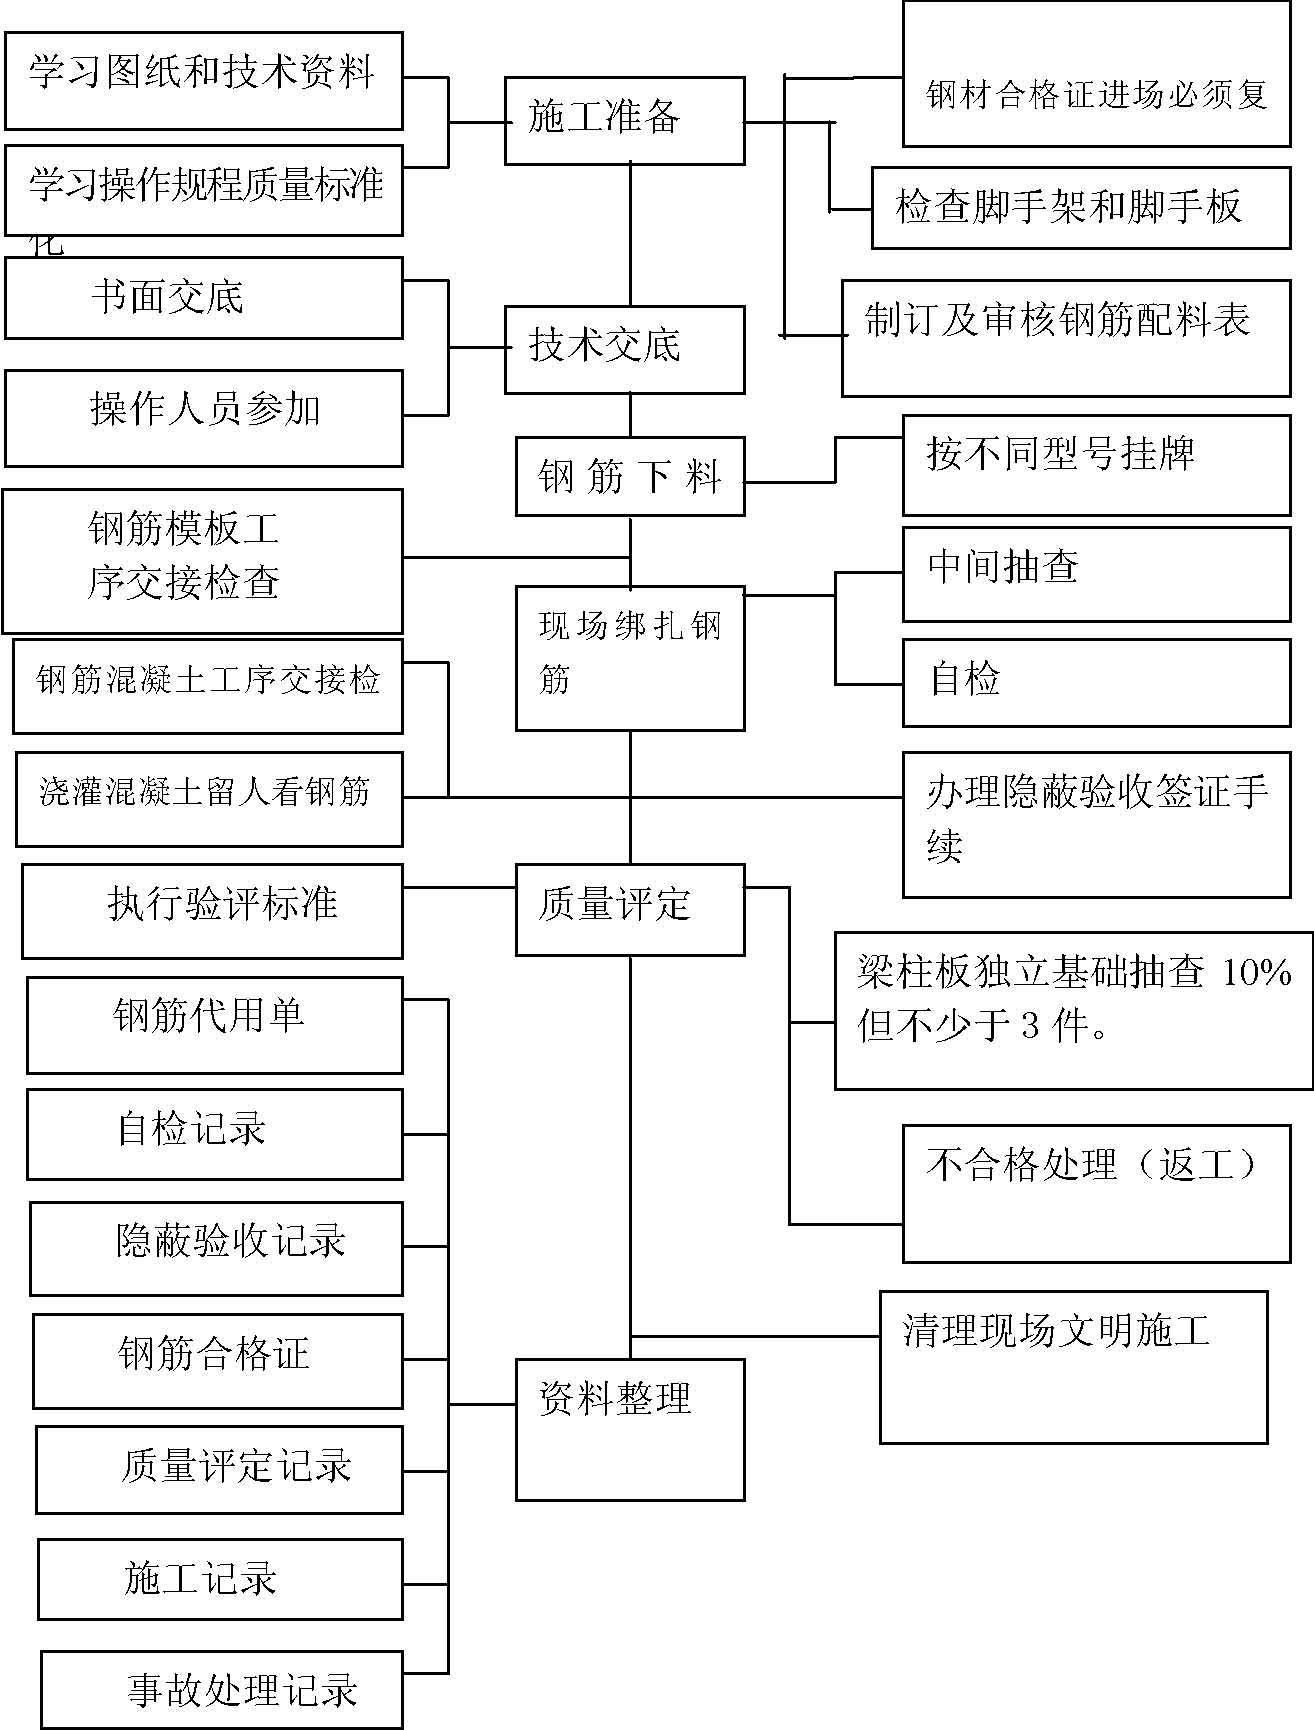 学习图纸和技术资料
学习操作规程质量标准
化
书面交底
操作人员参加
钢筋模板工
序交接检查
钢筋混凝土工序交接检
浇灌混凝土留人看钢筋
执行验评标准
钢筋代用单
自检记录
隐蔽验收记录
钢筋合格证
质量评定记录
施工记录
事故处理记录
施工准备
技术交底
钢筋下料
现场绑扎钢
筋
质量评定
资料整理
钢材合格证进场必须复
检查脚手架和脚手板
制订及审核钢筋配料表
按不同型号挂牌
中间抽查
自检
办理隐蔽验收签证手
续
梁柱板独立基础抽查 10%
但不少于 3 件。
不合格处理（返工）
清理现场文明施工